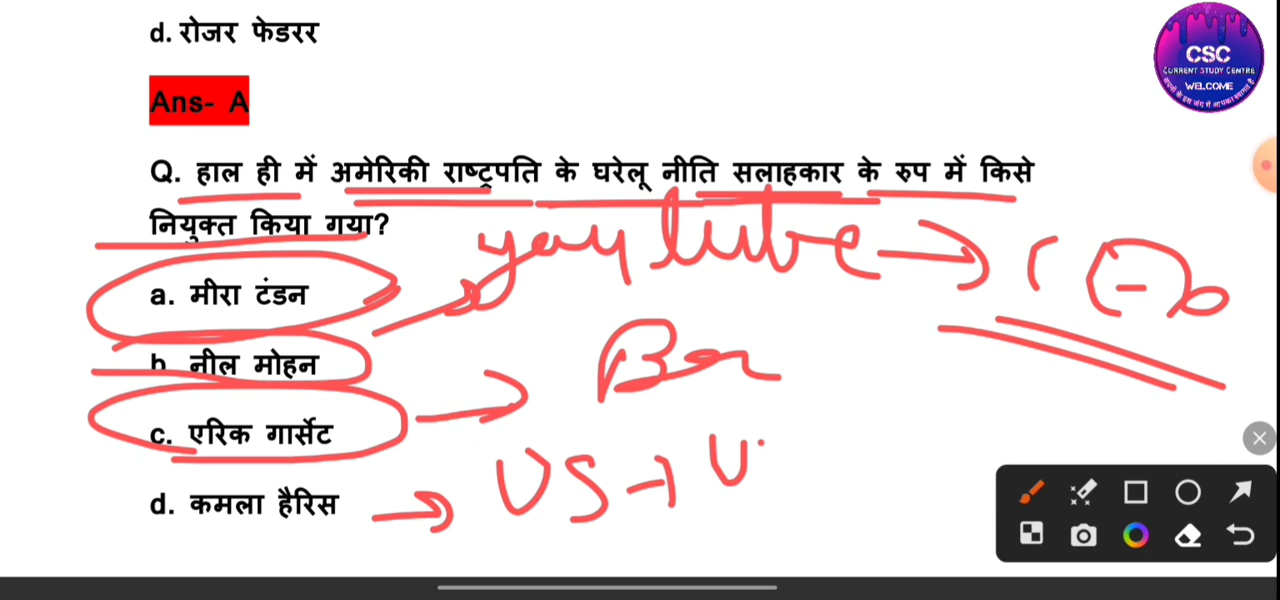 d. रोजर फेडरर
CSC
CURRENT STUDY CENTRE
WELCOME
Ans- A
Q. हाल ही में अमेरिकी राष्ट्रपति के घरेलू नीति सलाहकार के रुप में किसे
नियुक्त किया गया?
a. मीरा टंडन
b. नील मोहन
c. एरिक गार्सेट
d. कमला हैरिस
US → V